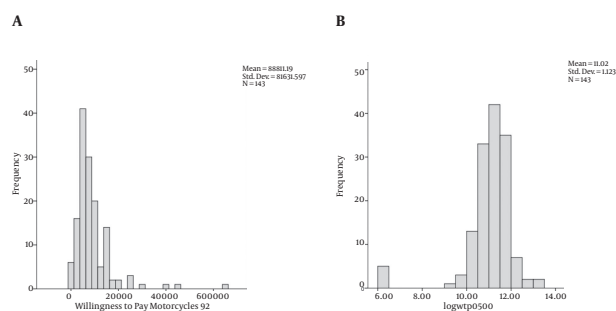 A
B
Mean = 88811.19
Std. Dev. = 81631.597
N = 143
50
40
30
20
10
0
Frequency
0
20000
40000
600000
Willingness to Pay Motorcycles 92
Mean = 11.02
Std. Dev. = 1.123
N = 143
50
40
30
20
10
0
Frequency
6.00
8.00
10.00
12.00
14.00
logwtp0500